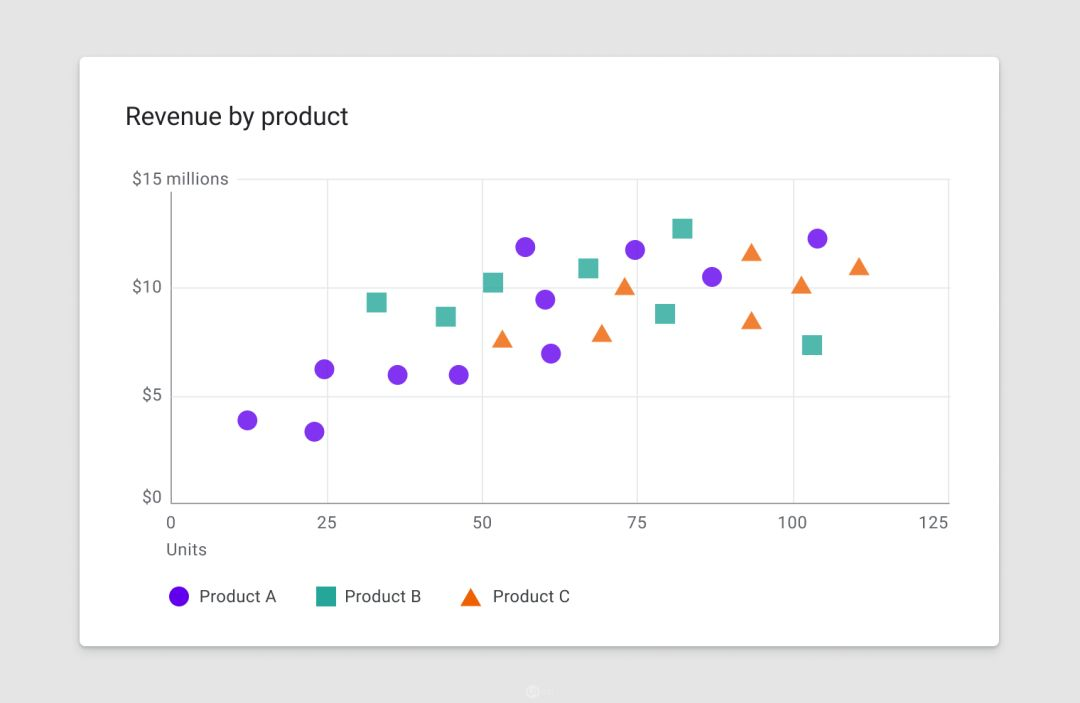 Revenue by product
$15 millions
$10
$5
$0
0 25 50 75 100 125
Units
Product A Product B Product C